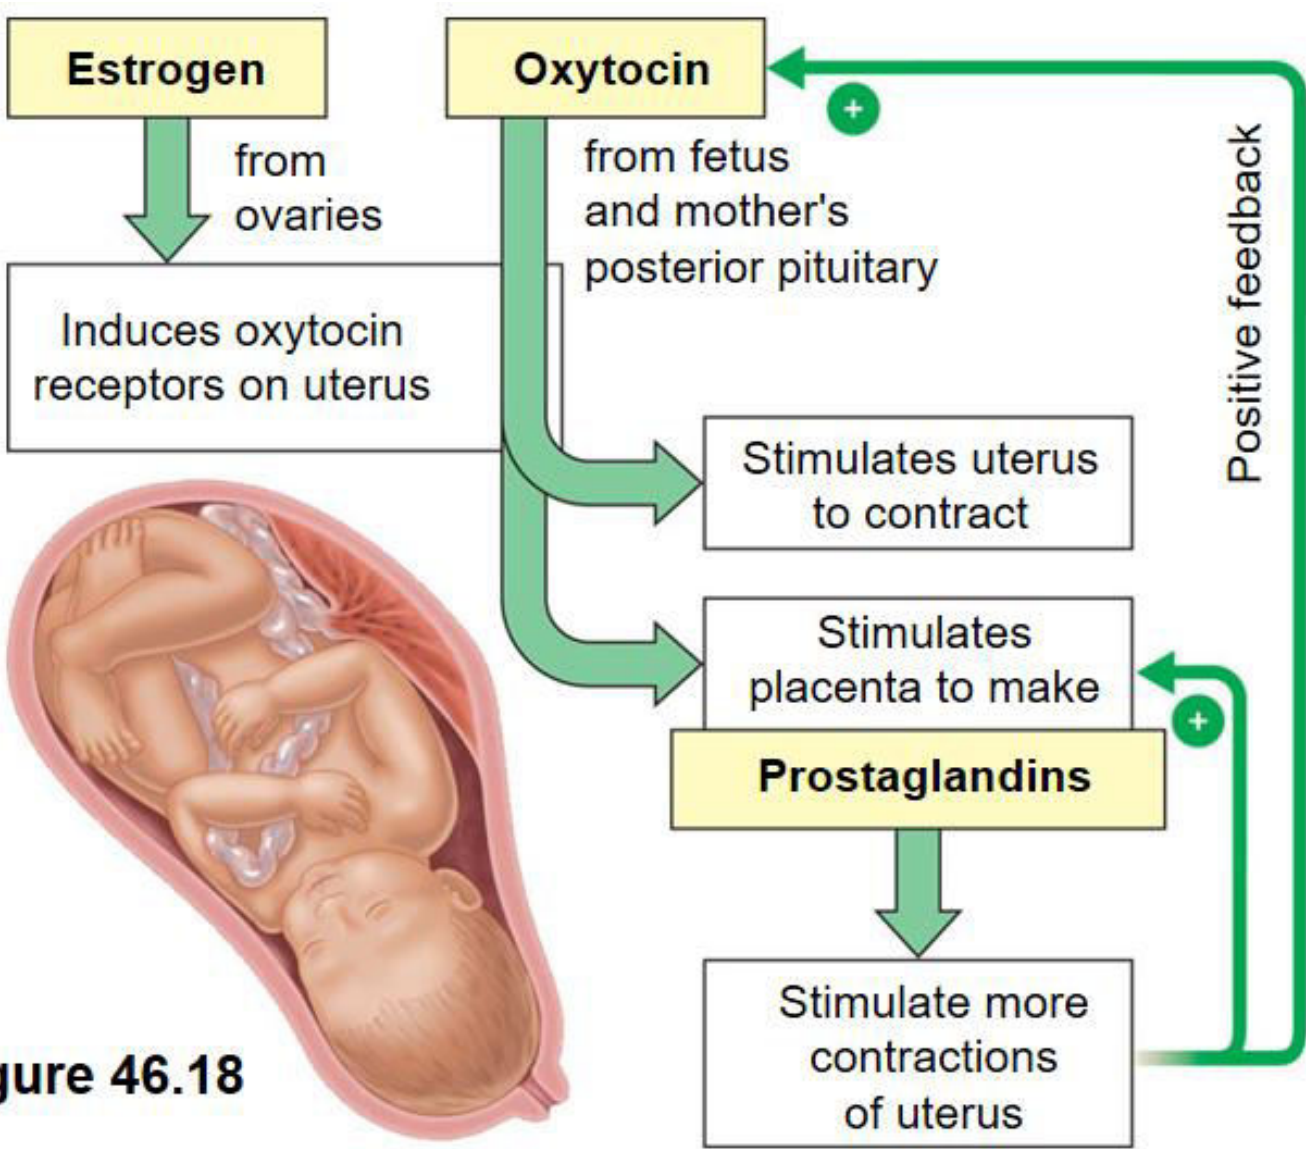 Estrogen
from
ovaries
Induces oxytocin
receptors on uterus
Oxytocin
+
from fetus
and mother's
posterior pituitary
Positive feedback
Stimulates uterus
to contract
Stimulates
placenta to make
+
Prostaglandins
Stimulate more
contractions
of uterus
gure 46.18